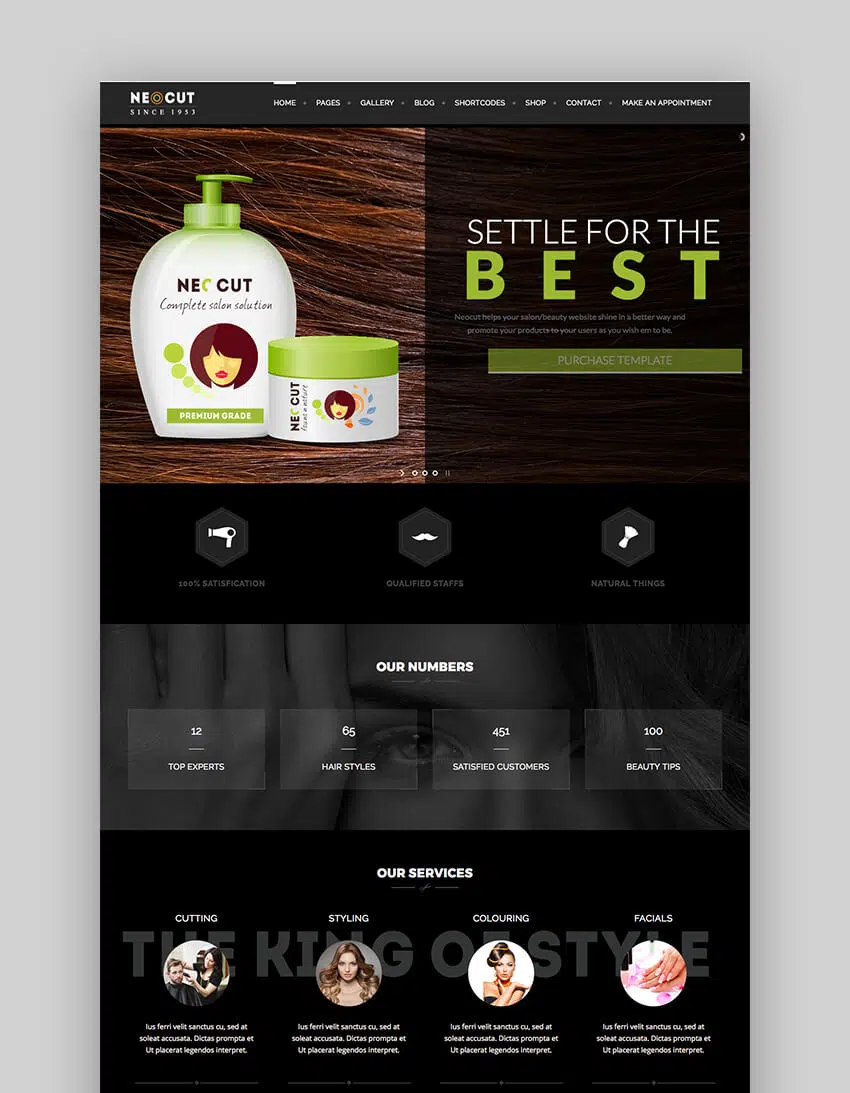 NEOCUT
SINCE 1953
HOME PAGES GALLERY BLOG SHORTCODES SHOP CONTACT MAKE AN APPOINTMENT
NEO CUT
Complete salon solution
PREMIUM GRADE
NEO CUT
SETTLE FOR THE
BEST
Neocut helps your salon/beauty website shine in a better way and
promote your products to your users as you wish em to be.
PURCHASE TEMPLATE
100% SATISFICATION
QUALIFIED STAFFS
NATURAL THINGS
OUR NUMBERS
12
TOP EXPERTS
65
HAIR STYLES
451
SATISFIED CUSTOMERS
100
BEAUTY TIPS
OUR SERVICES
THE KING OF STYLE
CUTTING
Ius ferri velit sanctus cu, sed at
soleat accusata. Dictas prompta et
Ut placerat legendos interpret.
STYLING
Ius ferri velit sanctus cu, sed at
soleat accusata. Dictas prompta et
Ut placerat legendos interpret.
COLOURING
Ius ferri velit sanctus cu, sed at
soleat accusata. Dictas prompta et
Ut placerat legendos interpret.
FACIALS
Ius ferri velit sanctus cu, sed at
soleat accusata. Dictas prompta et
Ut placerat legendos interpret.